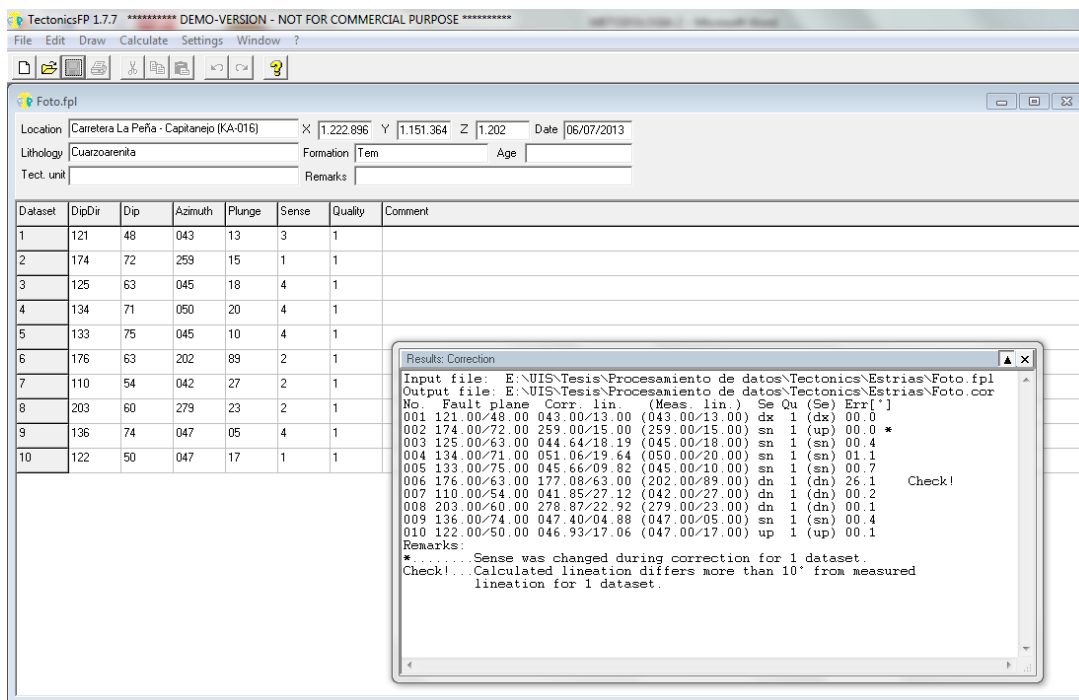 TectonicsFP 1.7.7 ********** DEMO-VERSION - NOT FOR COMMERCIAL PURPOSE **********
File Edit Draw Calculate Settings Window ?
Foto.fpl
Location Carretera La Peña - Capitanejo (KA-016) X 1.222.896 Y 1.151.364 Z 1.202 Date 06/07/2013
Lithology Cuarzoarenita Formation Tem Age
Tect. unit Remarks
Dataset DipDir Dip Azimuth Plunge Sense Quality Comment
1 121 48 043 13 3 1
2 174 72 259 15 1 1
3 125 63 045 18 4 1
4 134 71 050 20 4 1
5 133 75 045 10 4 1
6 176 63 202 89 2 1
7 110 54 042 27 2 1
8 203 60 279 23 2 1
9 136 74 047 05 4 1
10 122 50 047 17 1 1
Results: Correction
Input file: E:\UIS\Tesis\Procesamiento de datos\Tectonics\Estrias\Foto.fpl
Output file: E:\UIS\Tesis\Procesamiento de datos\Tectonics\Estrias\Foto.cor
No. Fault plane Corr. lin. (Meas. lin.) Se Qu (Se) Err[°]
001 121.00/48.00 043.00/13.00 (043.00/13.00) dx 1 (dx) 00.0
002 174.00/72.00 259.00/15.00 (259.00/15.00) sn 1 (up) 00.0 *
003 125.00/63.00 044.64/18.19 (045.00/18.00) sn 1 (sn) 00.4
004 134.00/71.00 051.06/19.64 (050.00/20.00) sn 1 (sn) 01.1
005 133.00/75.00 045.66/09.82 (045.00/10.00) sn 1 (sn) 00.7
006 176.00/63.00 177.08/63.00 (202.00/89.00) dn 1 (dn) 26.1 Check!
007 110.00/54.00 041.85/27.12 (042.00/27.00) dn 1 (dn) 00.2
008 203.00/60.00 278.87/22.92 (279.00/23.00) dn 1 (dn) 00.1
009 136.00/74.00 047.40/04.88 (047.00/05.00) sn 1 (sn) 00.4
010 122.00/50.00 046.93/17.06 (047.00/17.00) up 1 (up) 00.1
Remarks:
*........Sense was changed during correction for 1 dataset.
Check!...Calculated lineation differs more than 10° from measured
lineation for 1 dataset.